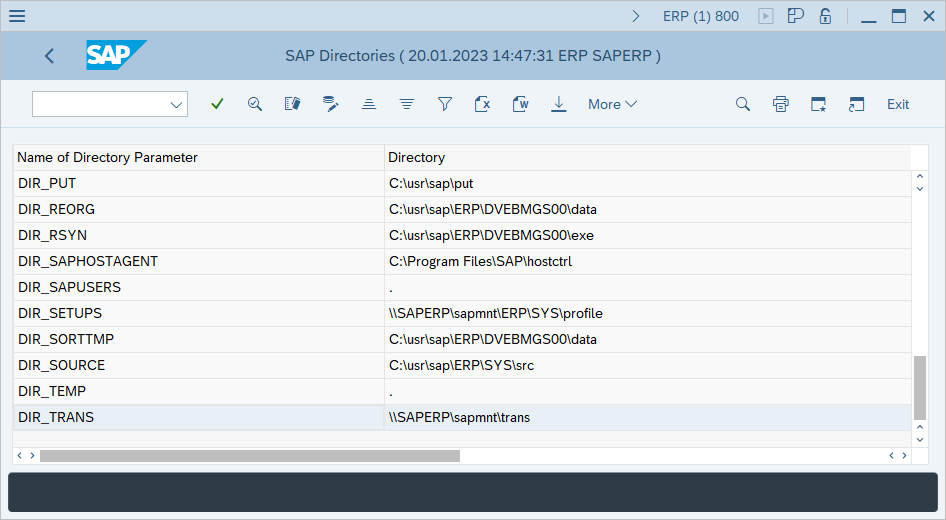 ERP (1) 800
SAP
SAP Directories ( 20.01.2023 14:47:31 ERP SAPERP )
More
Exit
Name of Directory Parameter Directory
DIR_PUT C:\usr\sap\put
DIR_REORG C:\usr\sap\ERP\DVEBMGS00\data
DIR_RSYN C:\usr\sap\ERP\DVEBMGS00\exe
DIR_SAPHOSTAGENT C:\Program Files\SAP\hostctrl
DIR_SAPUSERS .
DIR_SETUPS \\SAPERP\sapmnt\ERP\SYS\profile
DIR_SORTTMP C:\usr\sap\ERP\DVEBMGS00\data
DIR_SOURCE C:\usr\sap\ERP\SYS\src
DIR_TEMP .
DIR_TRANS \\SAPERP\sapmnt\trans